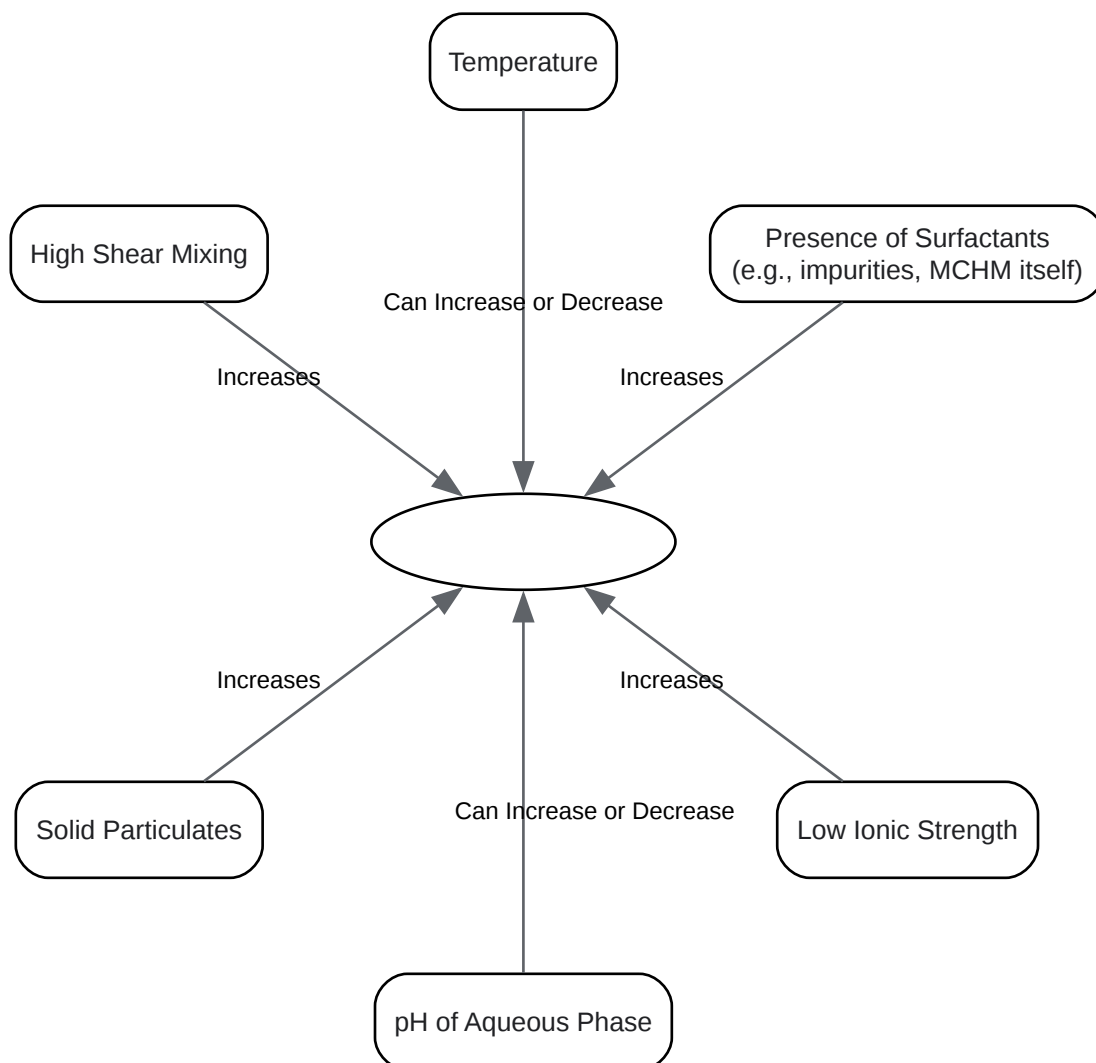 Temperature
High Shear Mixing
Presence of Surfactants
(e.g., impurities, MCHM itself)
Can Increase or Decrease
Increases
Increases
Increases
Increases
Can Increase or Decrease
Solid Particulates
Low Ionic Strength
pH of Aqueous Phase